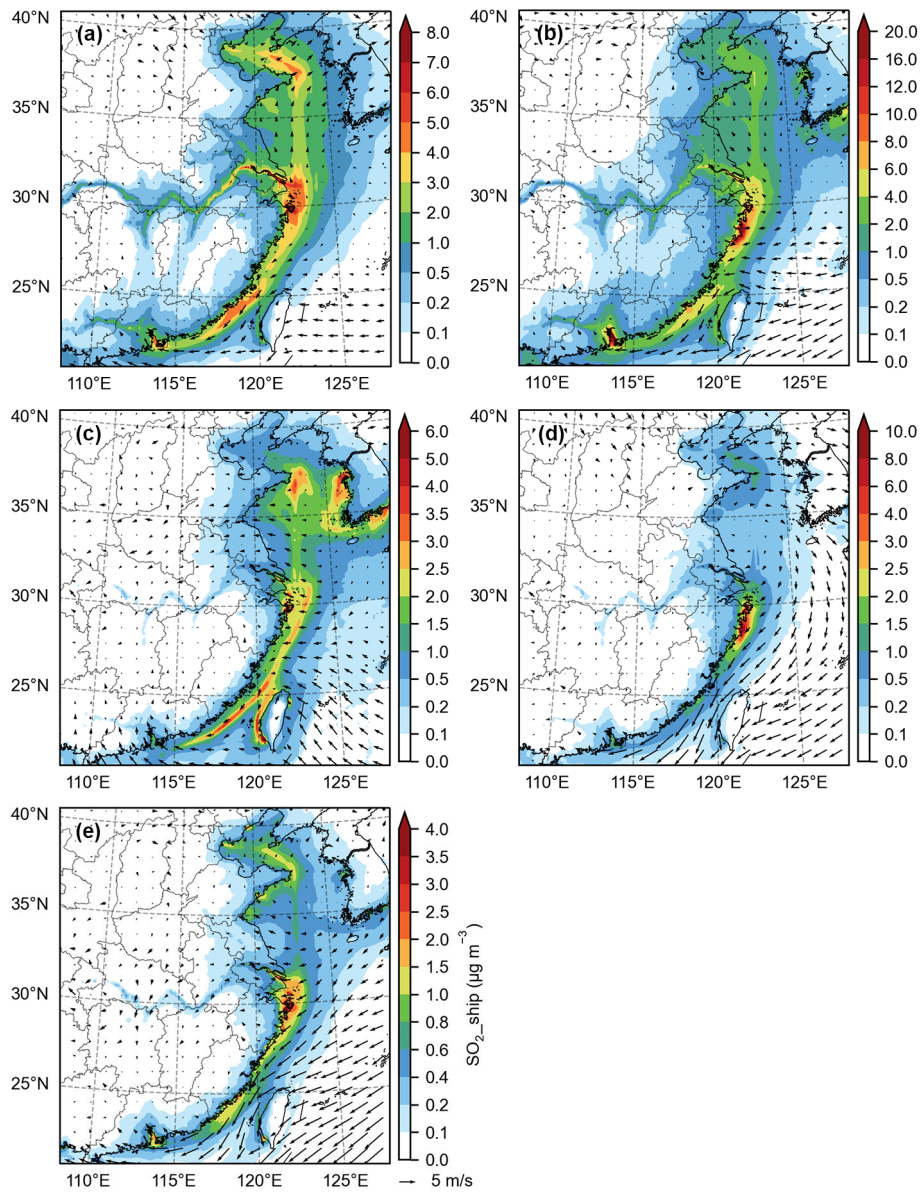 (a)
40°N
35°N
30°N
25°N
110°E 115°E 120°E 125°E
8.0
7.0
6.0
5.0
4.0
3.0
2.0
1.0
0.5
0.2
0.1
0.0
(b)
40°N
35°N
30°N
25°N
110°E 115°E 120°E 125°E
20.0
16.0
12.0
10.0
8.0
6.0
4.0
2.0
1.0
0.5
0.2
0.1
0.0
(c)
40°N
35°N
30°N
25°N
110°E 115°E 120°E 125°E
6.0
5.0
4.0
3.5
3.0
2.5
2.0
1.5
1.0
0.5
0.2
0.1
0.0
(d)
40°N
35°N
30°N
25°N
110°E 115°E 120°E 125°E
10.0
8.0
6.0
5.0
4.0
3.0
2.0
1.5
1.0
0.5
0.2
0.1
0.0
(e)
40°N
35°N
30°N
25°N
110°E 115°E 120°E 125°E
4.0
3.5
3.0
2.5
2.0
1.5
1.0
0.8
0.6
0.4
0.2
0.1
0.0
SO₂_ship (µg m⁻³)
5 m/s